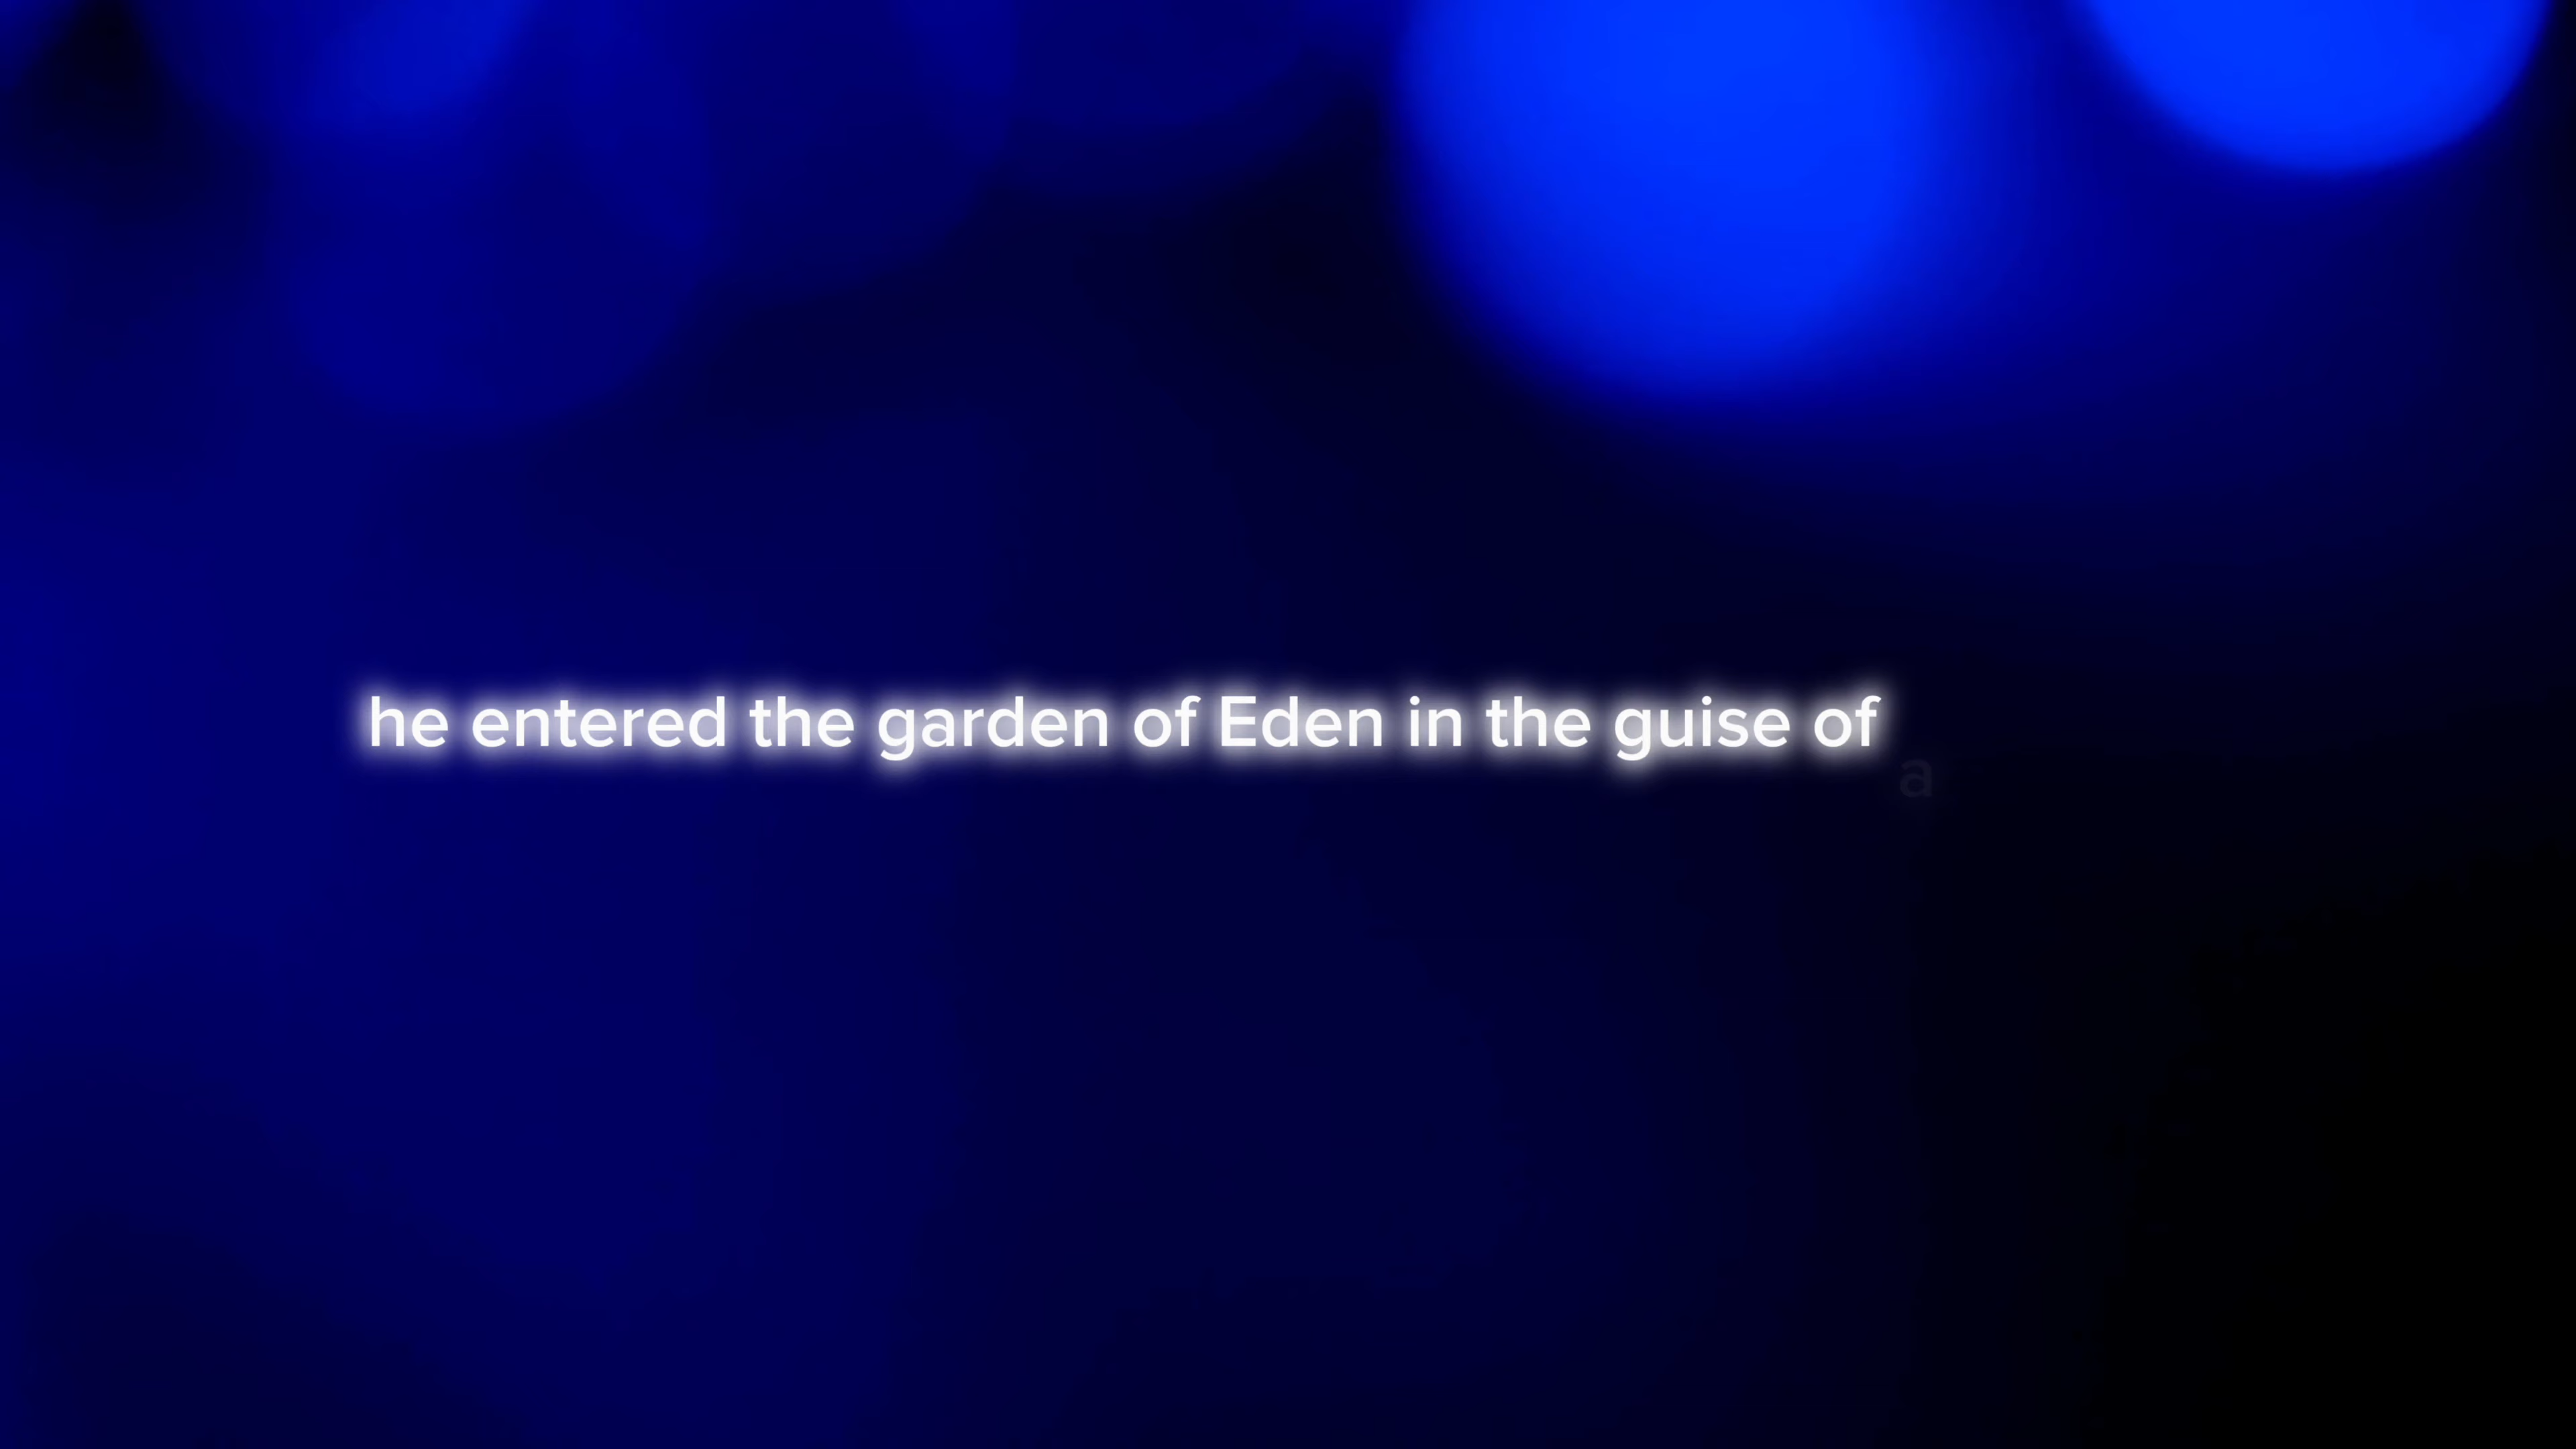 he entered the garden of Eden in the guise of a